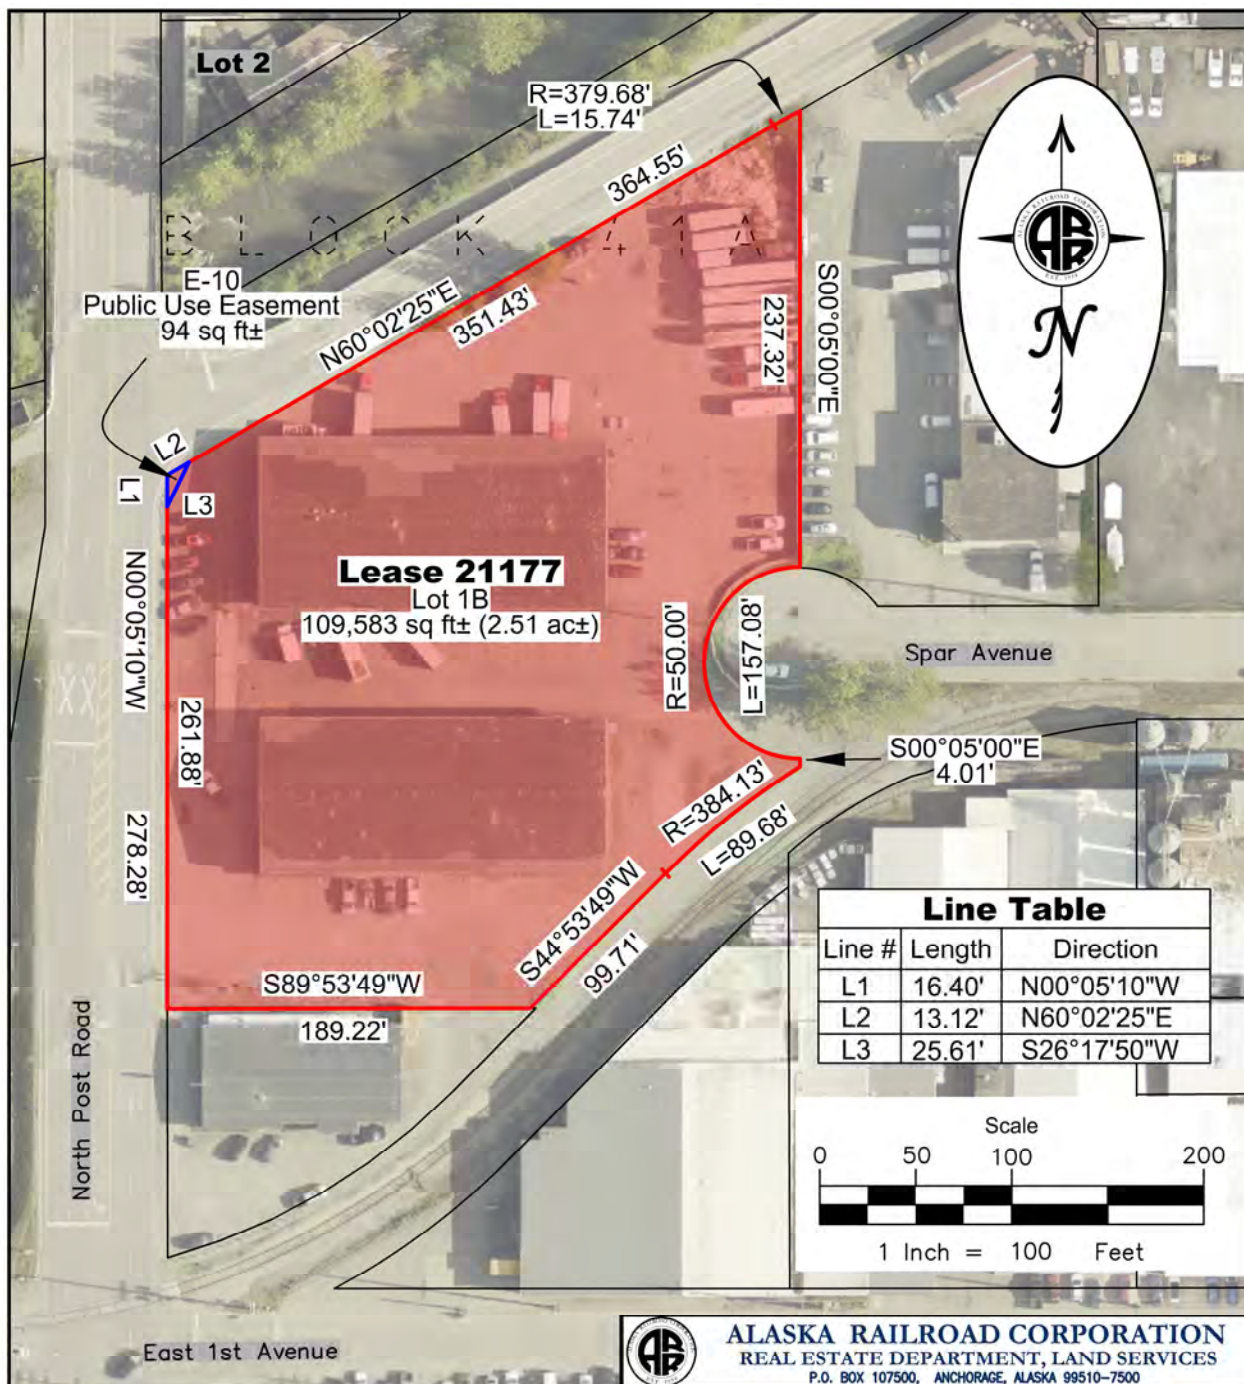 Lot 2
R=379.68'
L=15.74'
364.55'
BLOCK 41A
E-10
Public Use Easement
94 sq ft±
N60°02'25"E
351.43'
237.32'
S00°05'00"E
N
L2
L1
L3
N00°05'10"W
261.88'
278.28'
Lease 21177
Lot 1B
109,583 sq ft± (2.51 ac±)
R=50.00'
L=157.08'
Spar Avenue
S00°05'00"E
4.01'
R=384.13'
L=89.68'
S44°53'49"W
99.71'
S89°53'49"W
189.22'
North Post Road
East 1st Avenue
Line Table
Line # Length Direction
L1 16.40' N00°05'10"W
L2 13.12' N60°02'25"E
L3 25.61' S26°17'50"W
Scale
0 50 100 200
1 Inch = 100 Feet
ALASKA RAILROAD CORPORATION
REAL ESTATE DEPARTMENT, LAND SERVICES
P.O. BOX 107500, ANCHORAGE, ALASKA 99510-7500